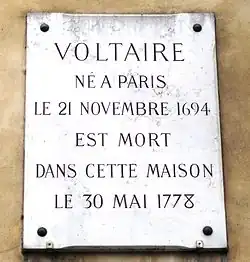 VOLTAIRE
NÉ A PARIS
LE 21 NOVEMBRE 1694
EST MORT
DANS CETTE MAISON
LE 30 MAI 1778